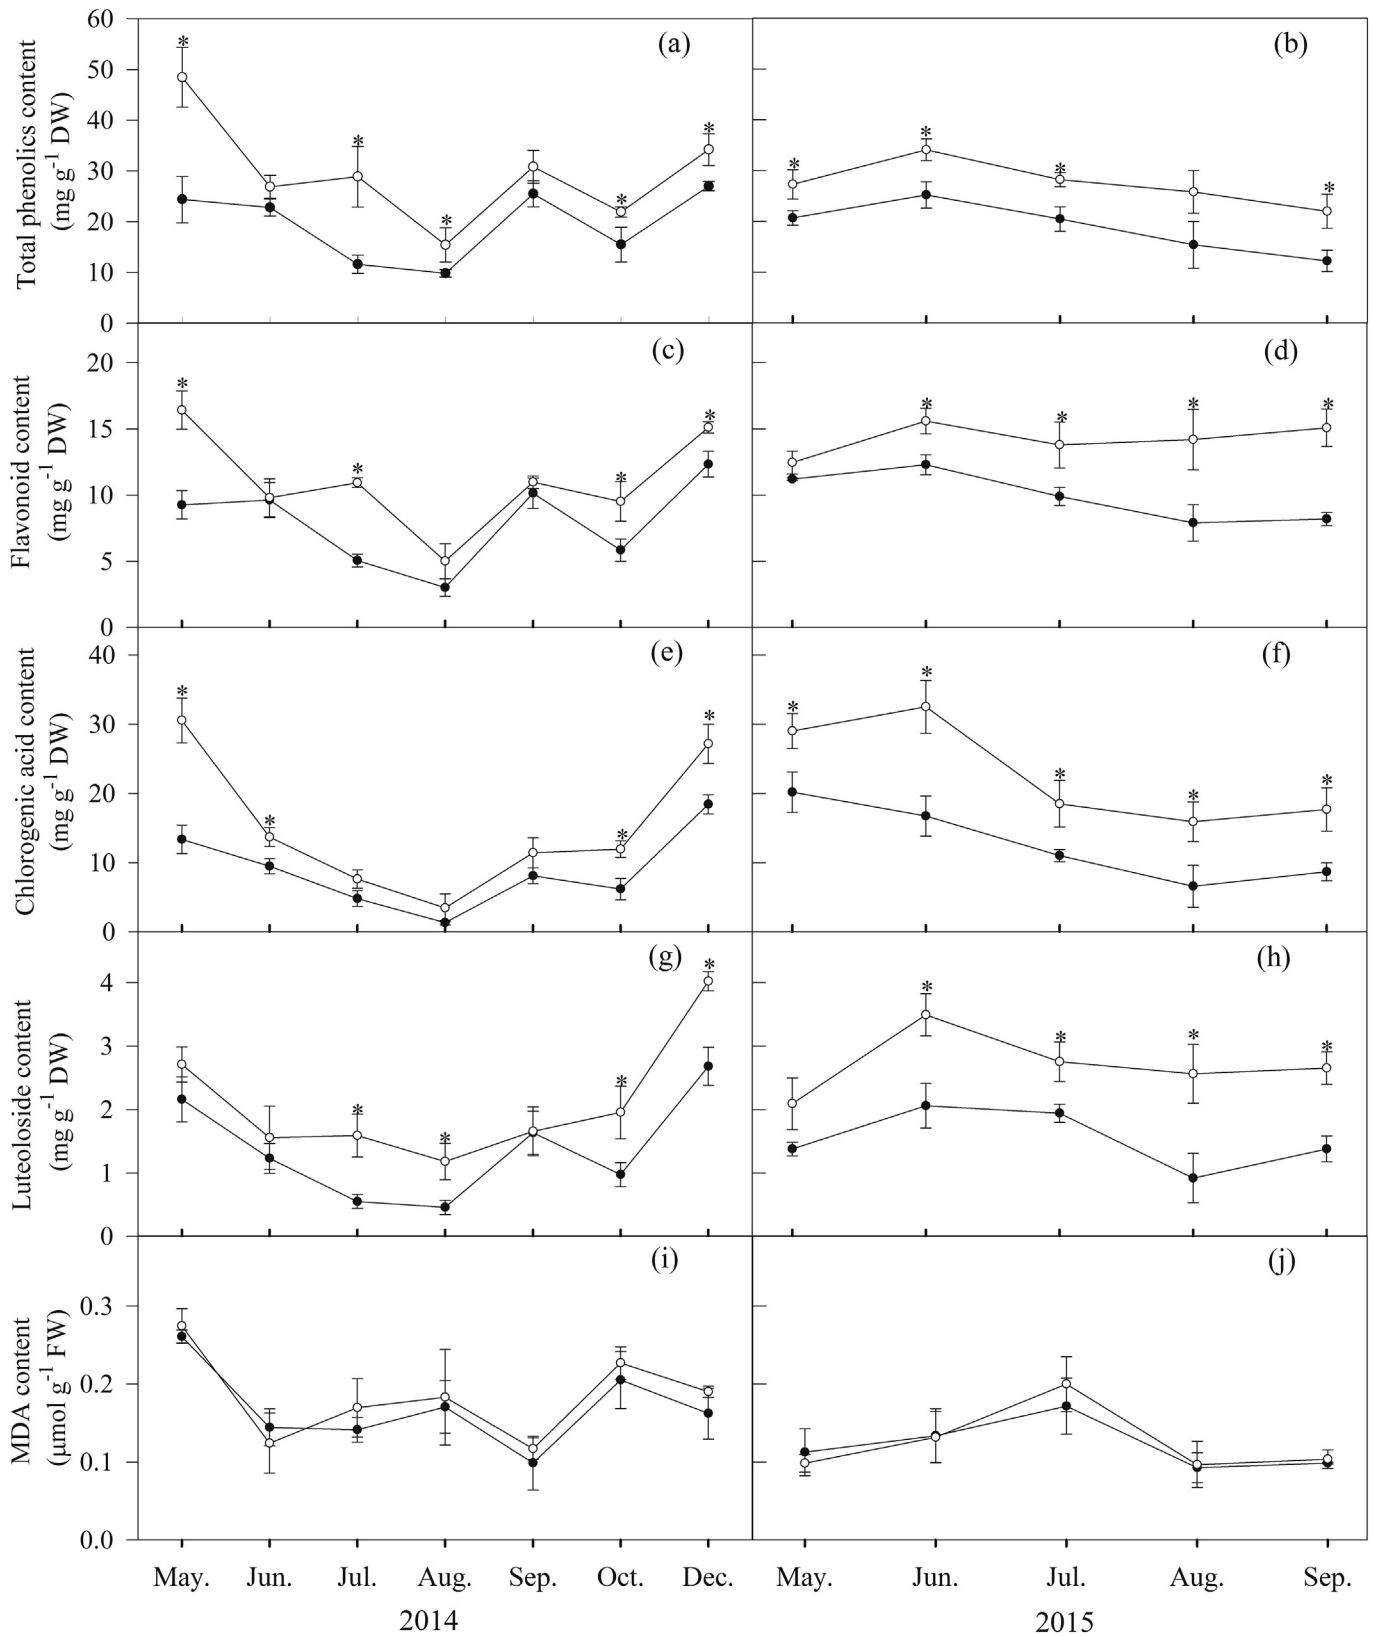 Total phenolics content
(mg g-1 DW)
60
50
40
30
20
10
0
(a)
*
*
*
*
*
(b)
*
*
*
*
Flavonoid content
(mg g-1 DW)
20
15
10
5
0
(c)
*
*
*
*
(d)
*
*
*
*
Chlorogenic acid content
(mg g-1 DW)
40
30
20
10
0
(e)
*
*
*
*
(f)
*
*
*
*
*
Luteoloside content
(mg g-1 DW)
4
3
2
1
0
(g)
*
*
*
*
(h)
*
*
*
*
MDA content
(μmol g-1 FW)
0.3
0.2
0.1
0.0
(i)
(j)
May. Jun. Jul. Aug. Sep. Oct. Dec.
May. Jun. Jul. Aug. Sep.
2014
2015